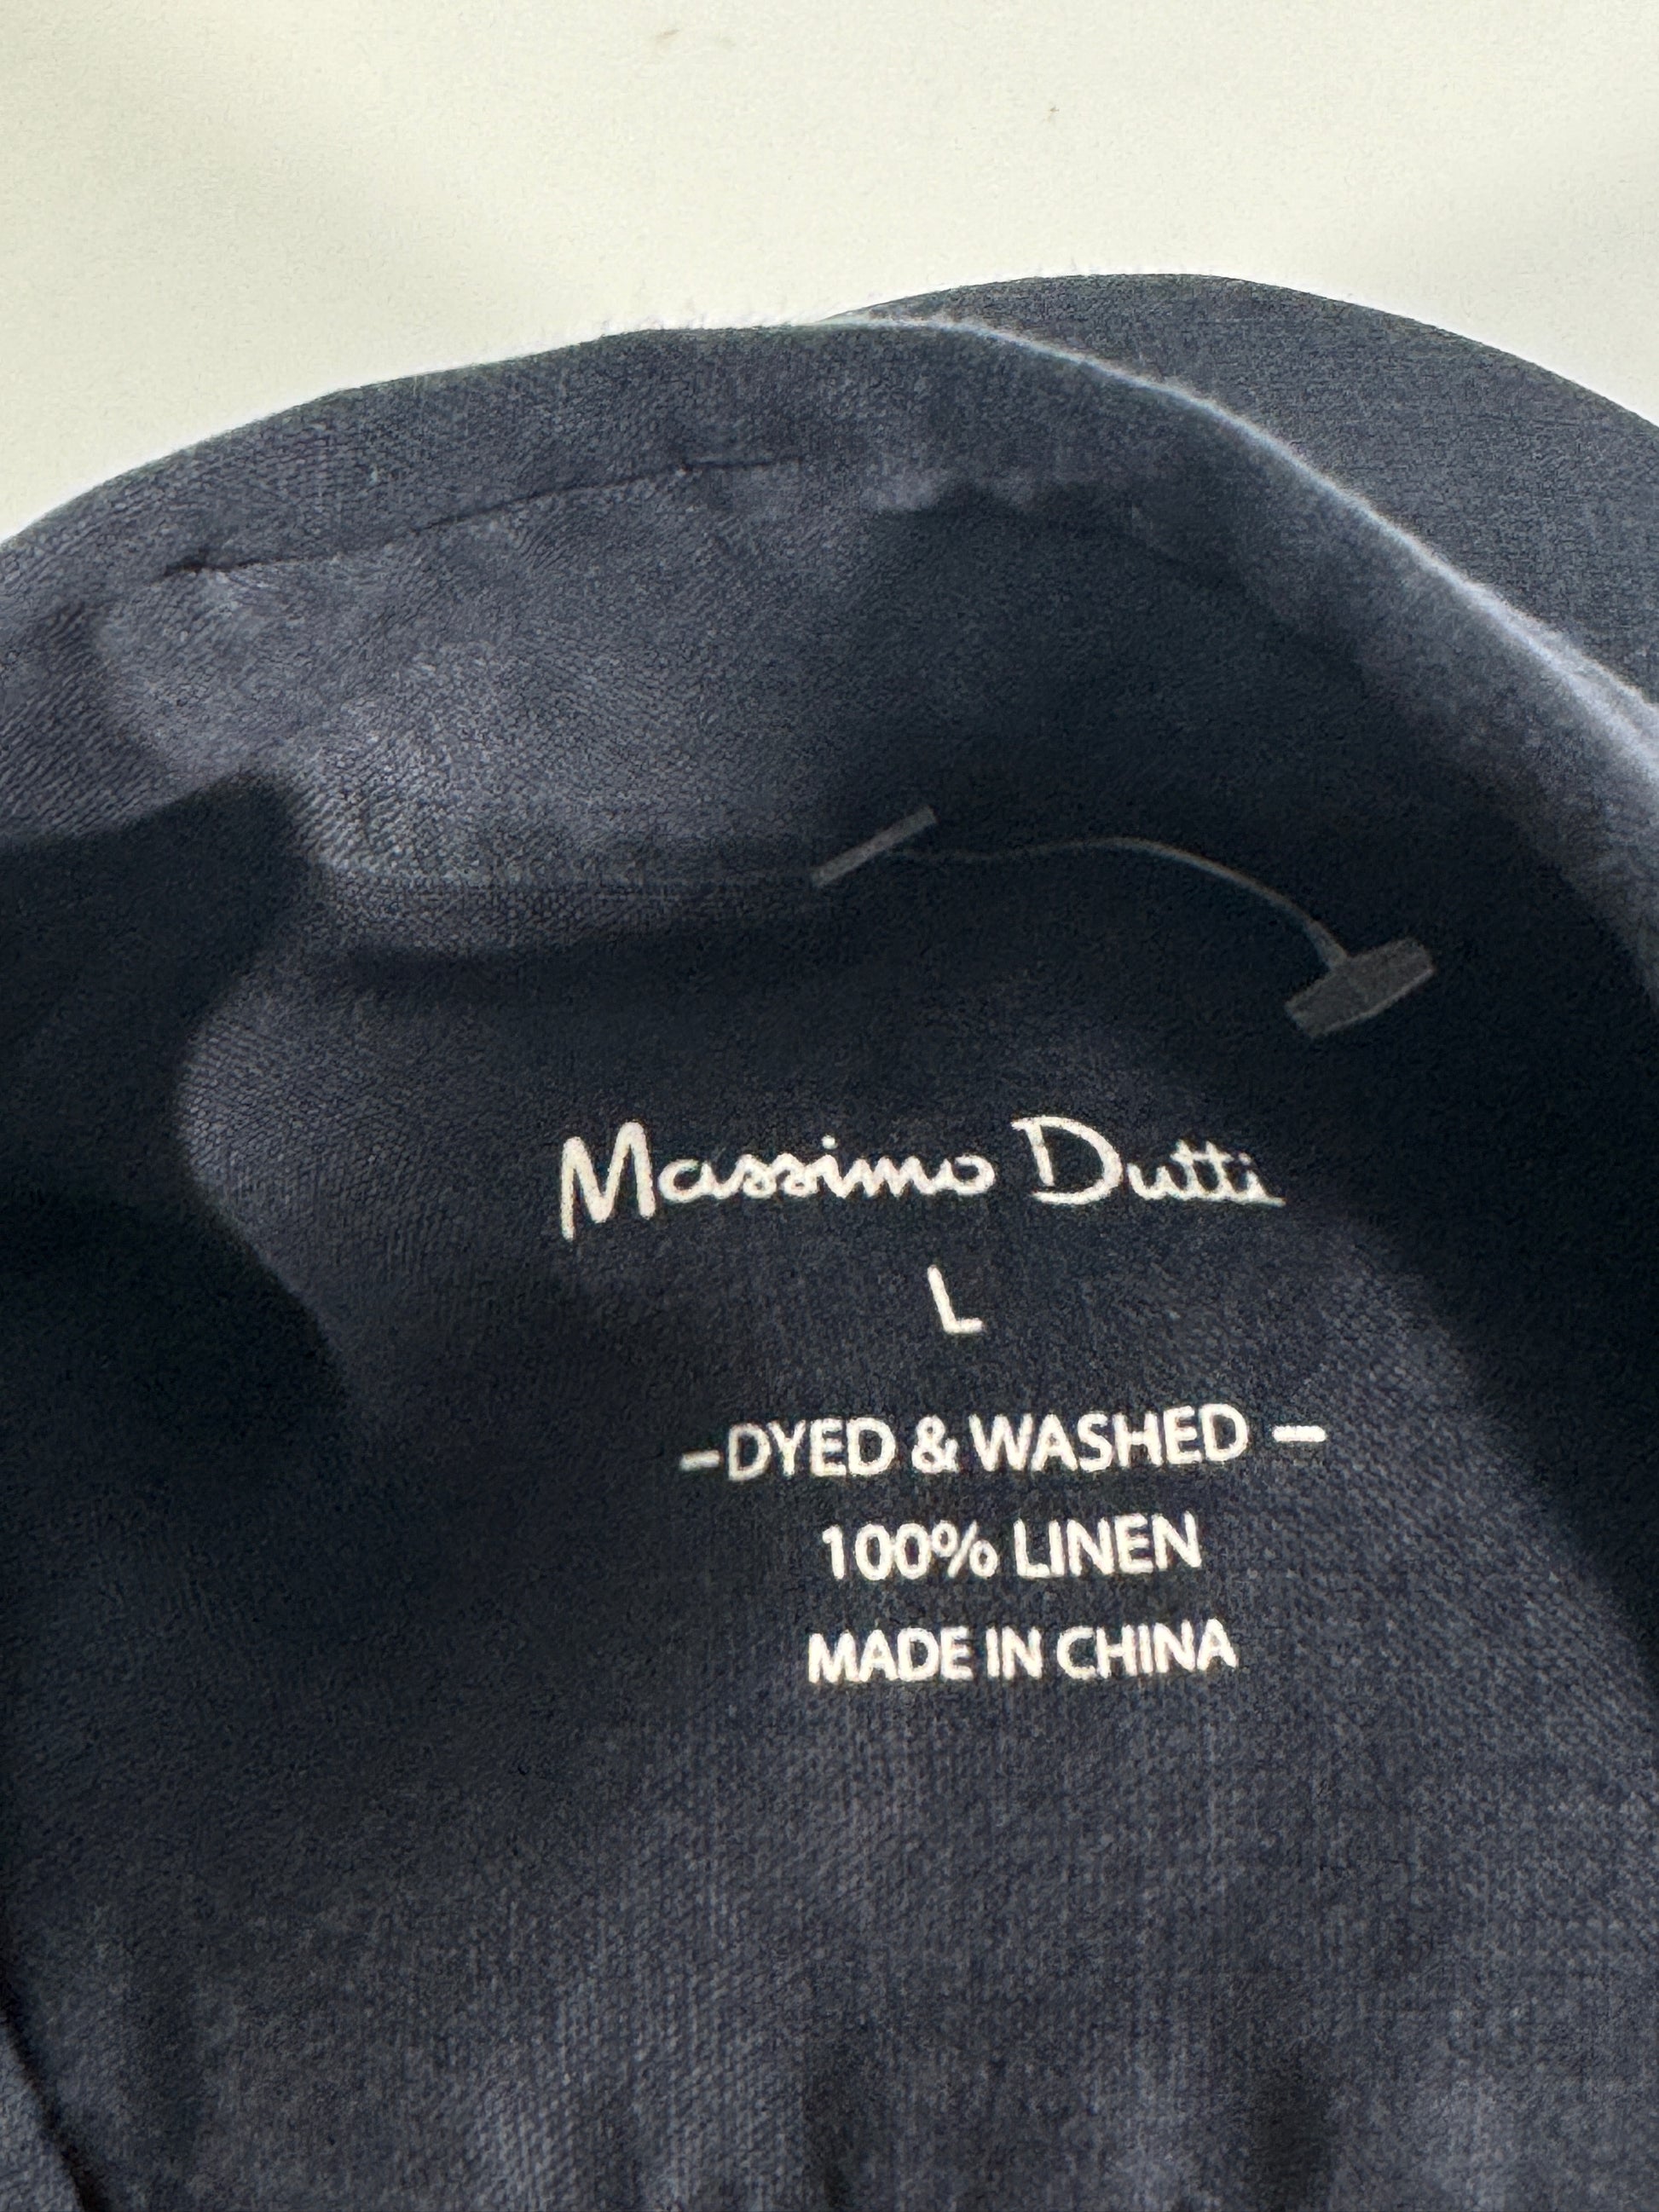 Massimo Dutti
L
–DYED & WASHED –
100% LINEN
MADE IN CHINA